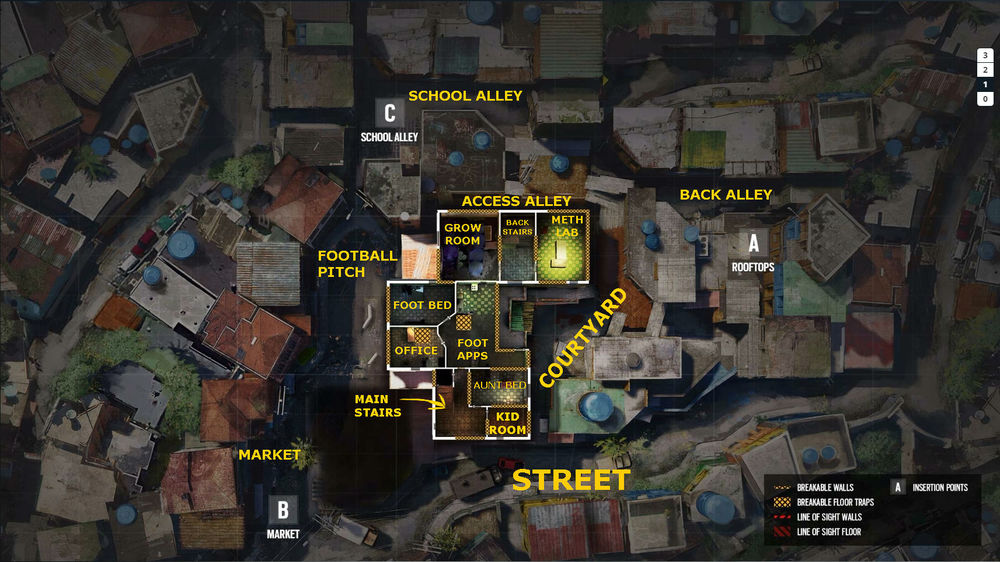 3
2
1
0
SCHOOL ALLEY
C
SCHOOL ALLEY
BACK ALLEY
ACCESS ALLEY
GROW
ROOM
BACK
STAIRS
METH
LAB
A
ROOFTOPS
FOOTBALL
PITCH
FOOT BED
COURTYARD
OFFICE
FOOT
APPS
AUNT BED
MAIN
STAIRS
KID
ROOM
MARKET
STREET
B
MARKET
BREAKABLE WALLS
A INSERTION POINTS
BREAKABLE FLOOR TRAPS
LINE OF SIGHT WALLS
LINE OF SIGHT FLOOR